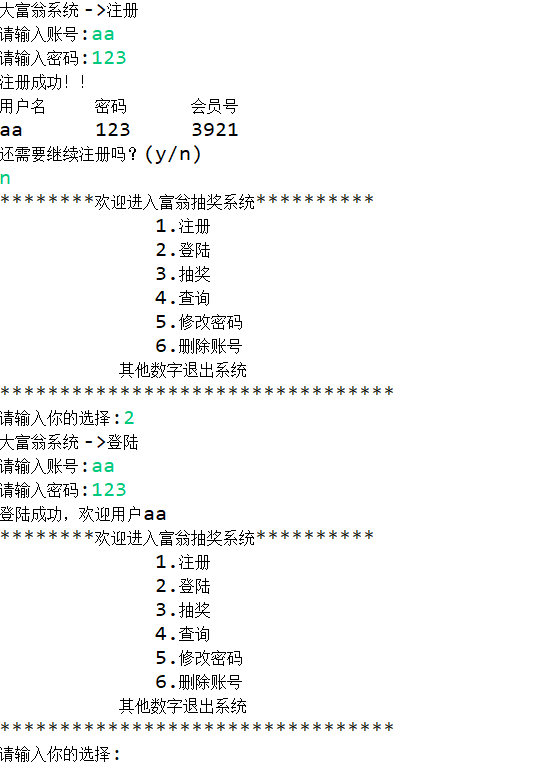 大富翁系统 ->注册
请输入账号:aa
请输入密码:123
注册成功！！
用户名 密码 会员号
aa 123 3921
还需要继续注册吗？(y/n)
n
********欢迎进入富翁抽奖系统**********
1.注册
2.登陆
3.抽奖
4.查询
5.修改密码
6.删除账号
其他数字退出系统
*********************************
请输入你的选择:2
大富翁系统 ->登陆
请输入账号:aa
请输入密码:123
登陆成功，欢迎用户aa
********欢迎进入富翁抽奖系统**********
1.注册
2.登陆
3.抽奖
4.查询
5.修改密码
6.删除账号
其他数字退出系统
*********************************
请输入你的选择: